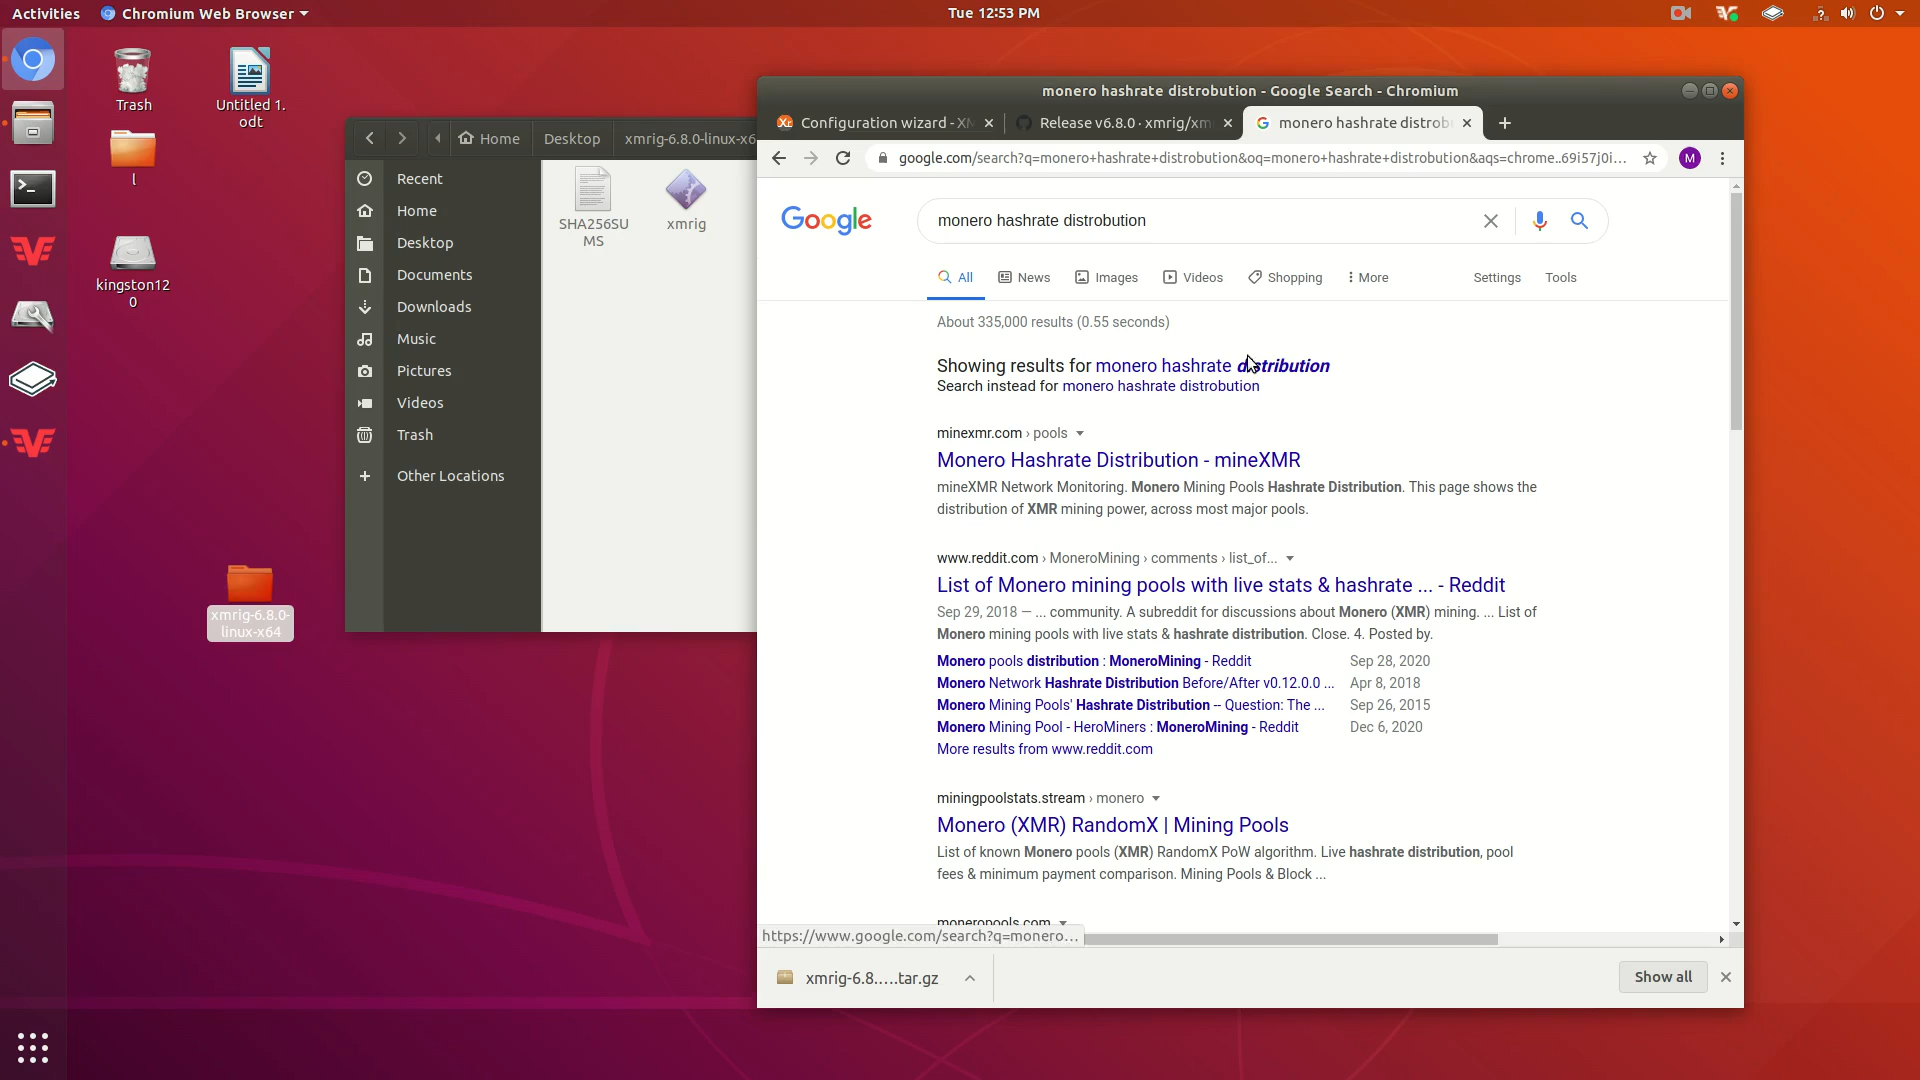 Activities
Chromium Web Browser
Tue 12:53 PM
Trash
Untitled 1.
odt
l
kingston12
0
xmrig-6.8.0-
linux-x64
Home
Desktop
xmrig-6.8.0-linux-x6
Recent
Home
Desktop
Documents
Downloads
Music
Pictures
Videos
Trash
Other Locations
SHA256SU
MS
xmrig
monero hashrate distrobution - Google Search - Chromium
Configuration wizard - XM
Release v6.8.0 · xmrig/xm
monero hashrate distrob
google.com/search?q=monero+hashrate+distrobution&oq=monero+hashrate+distrobution&aqs=chrome..69i57j0i...
M
Google
monero hashrate distrobution
All
News
Images
Videos
Shopping
More
Settings
Tools
About 335,000 results (0.55 seconds)
Showing results for monero hashrate distribution
Search instead for monero hashrate distrobution
minexmr.com › pools
Monero Hashrate Distribution - mineXMR
mineXMR Network Monitoring. Monero Mining Pools Hashrate Distribution. This page shows the
distribution of XMR mining power, across most major pools.
www.reddit.com › MoneroMining › comments › list_of...
List of Monero mining pools with live stats & hashrate ... - Reddit
Sep 29, 2018 — ... community. A subreddit for discussions about Monero (XMR) mining. ... List of
Monero mining pools with live stats & hashrate distribution. Close. 4. Posted by.
Monero pools distribution : MoneroMining - Reddit Sep 28, 2020
Monero Network Hashrate Distribution Before/After v0.12.0.0 ... Apr 8, 2018
Monero Mining Pools' Hashrate Distribution -- Question: The ... Sep 26, 2015
Monero Mining Pool - HeroMiners : MoneroMining - Reddit Dec 6, 2020
More results from www.reddit.com
miningpoolstats.stream › monero
Monero (XMR) RandomX | Mining Pools
List of known Monero pools (XMR) RandomX PoW algorithm. Live hashrate distribution, pool
fees & minimum payment comparison. Mining Pools & Block ...
moneropools.com
https://www.google.com/search?q=monero...
xmrig-6.8.....tar.gz
Show all